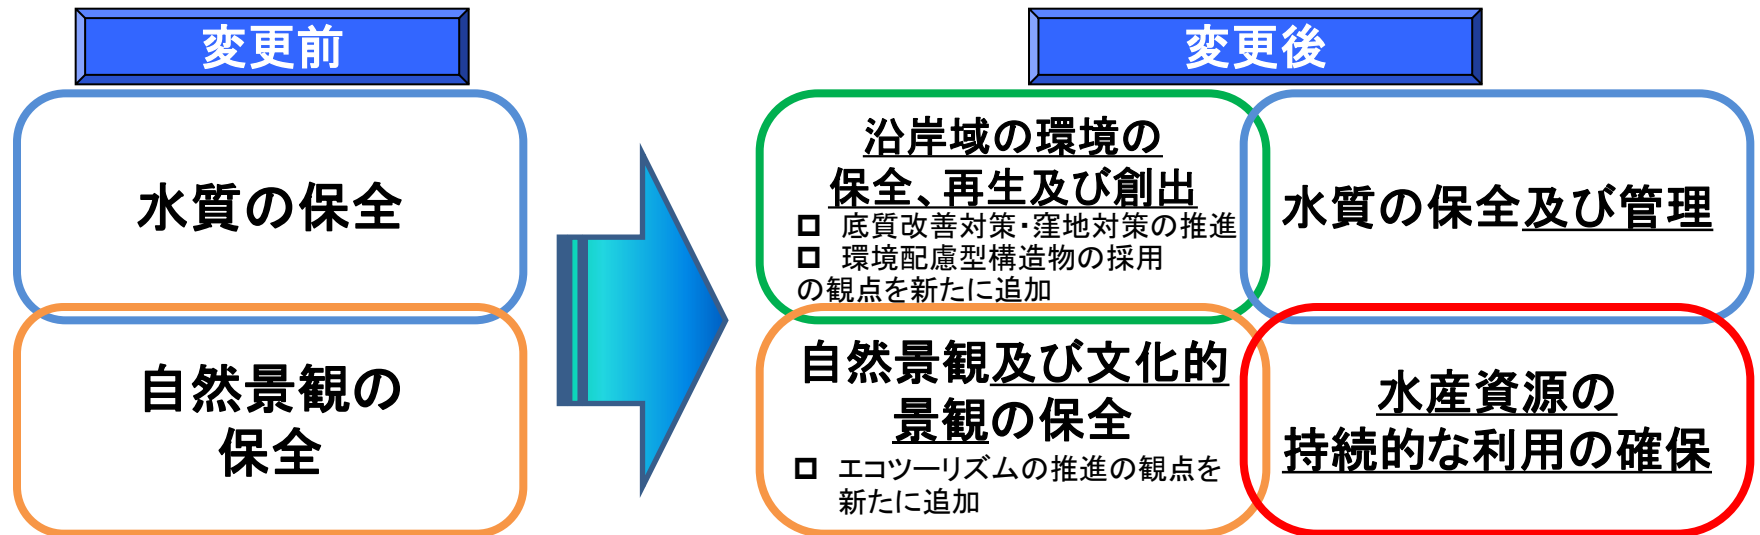 変更前
水質の保全
自然景観の
保全
変更後
沿岸域の環境の
保全、再生及び創出
底質改善対策・窪地対策の推進
環境配慮型構造物の採用
の観点を新たに追加
水質の保全及び管理
自然景観及び文化的
景観の保全
エコツーリズムの推進の観点を
新たに追加
水産資源の
持続的な利用の確保